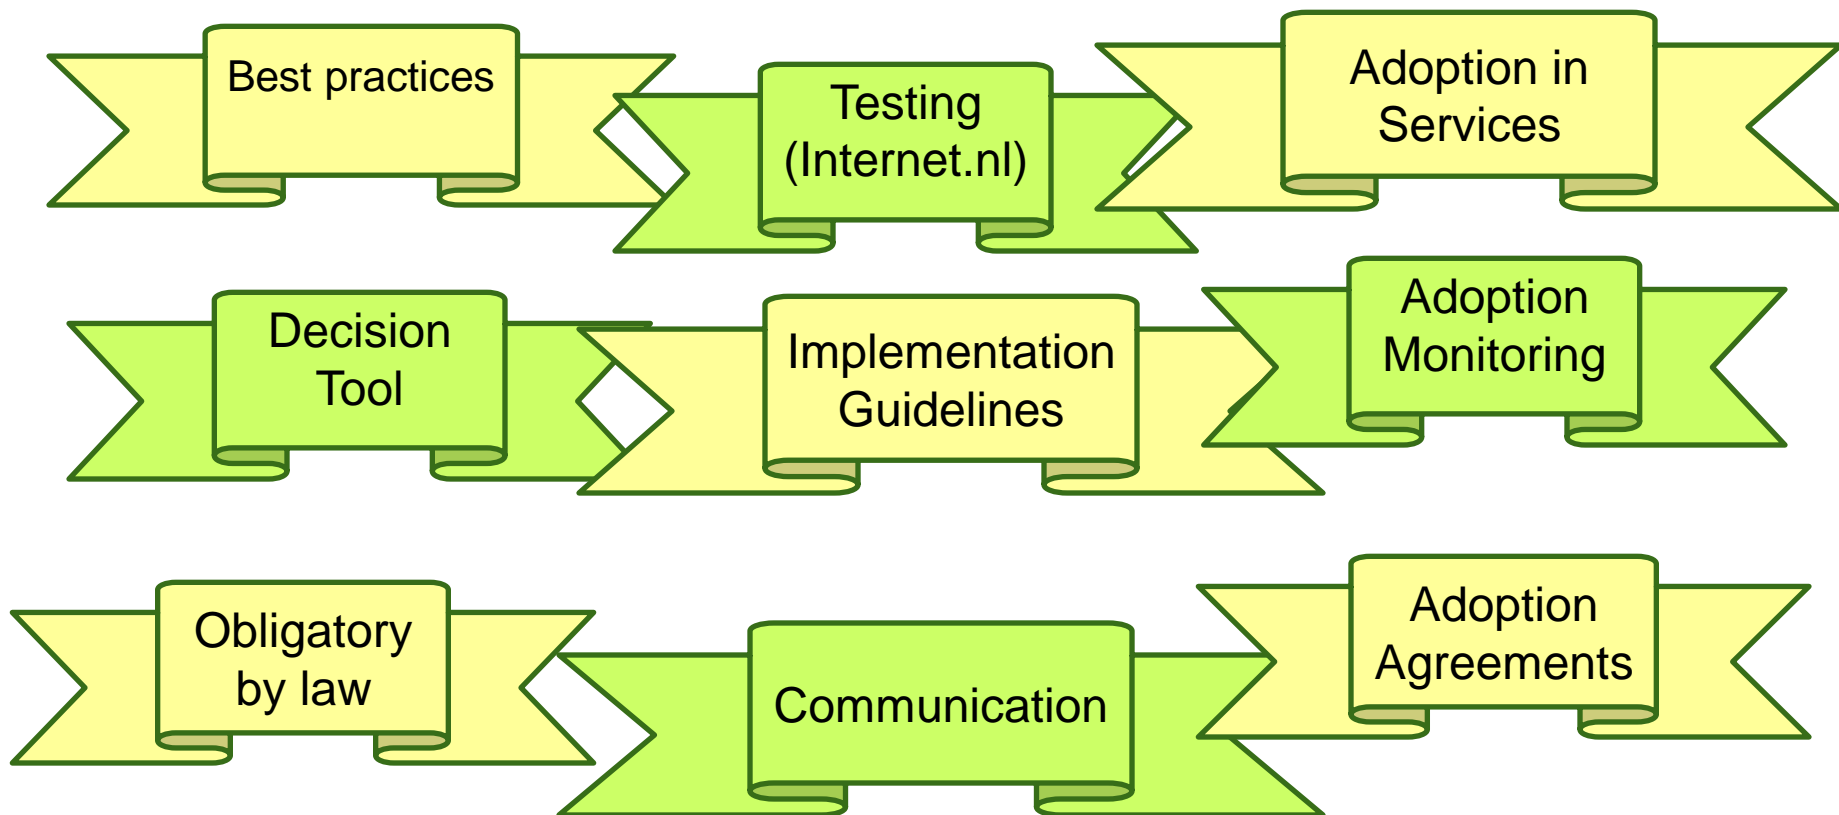 Best practices
Testing
(Internet.nl)
Adoption in
Services
Decision
Tool
Implementation
Guidelines
Adoption
Monitoring
Obligatory
by law
Communication
Adoption
Agreements